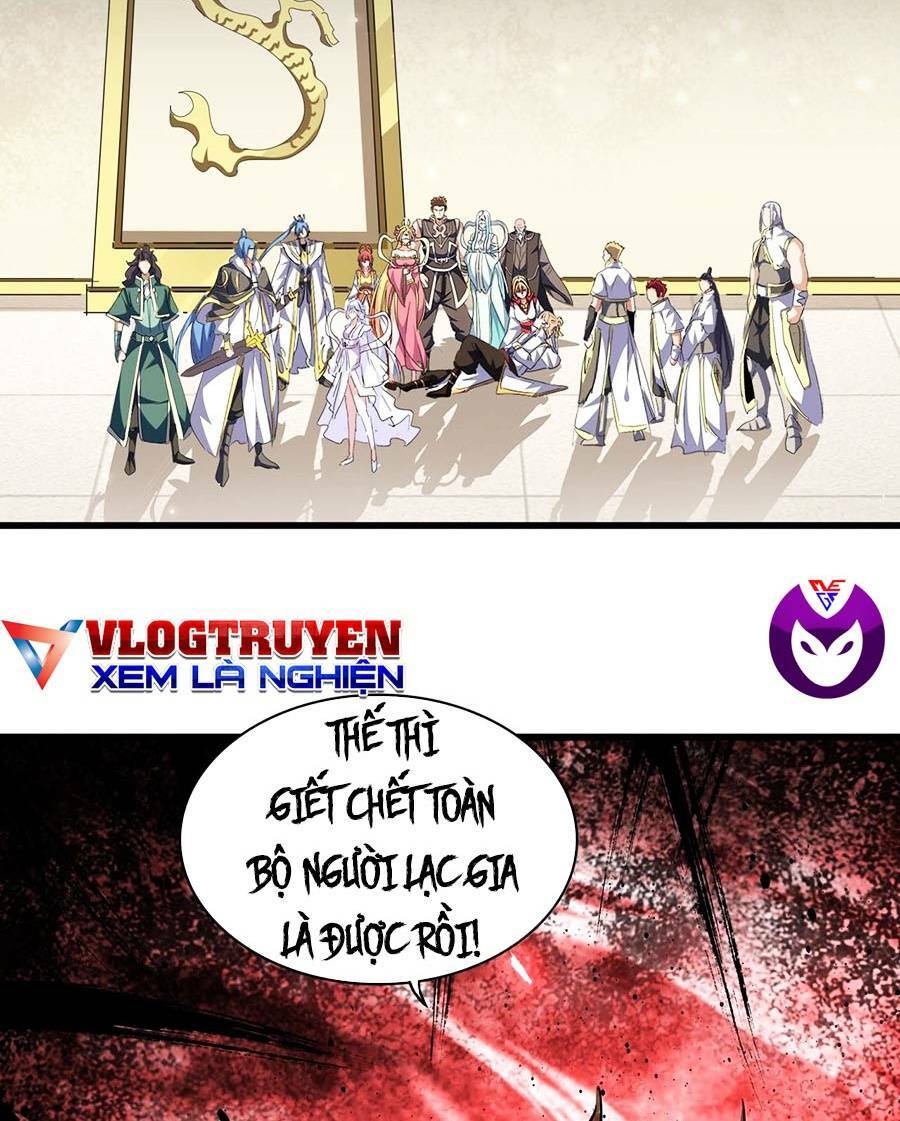 VLOGTRUYEN
XEM LÀ NGHIỆN
THẾ THÌ
GIẾT CHẾT TOÀN
BỘ NGƯỜI LẠC GIA
LÀ ĐƯỢC RỒI!